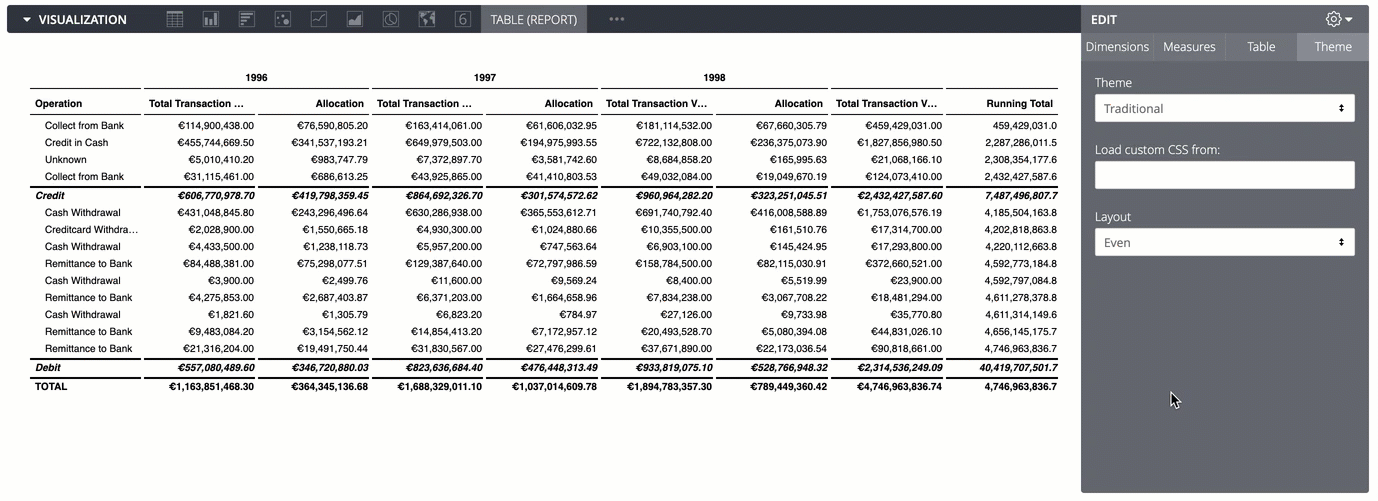 VISUALIZATION 6 TABLE (REPORT) ••• EDIT
Dimensions Measures Table Theme
Theme
Traditional
Load custom CSS from:
Layout
Even
1996 1997 1998
Operation Total Transaction ... Allocation Total Transaction ... Allocation Total Transaction V... Allocation Total Transaction V... Running Total
Collect from Bank €114,900,438.00 €76,590,805.20 €163,414,061.00 €61,606,032.95 €181,114,532.00 €67,660,305.79 €459,429,031.00 459,429,031.0
Credit in Cash €455,744,669.50 €341,537,193.21 €649,979,503.00 €194,975,993.55 €722,132,808.00 €236,375,073.90 €1,827,856,980.50 2,287,286,011.5
Unknown €5,010,410.20 €983,747.79 €7,372,897.70 €3,581,742.60 €8,684,858.20 €165,995.63 €21,068,166.10 2,308,354,177.6
Collect from Bank €31,115,461.00 €686,613.25 €43,925,865.00 €41,410,803.53 €49,032,084.00 €19,049,670.19 €124,073,410.00 2,432,427,587.6
Credit €606,770,978.70 €419,798,359.45 €864,692,326.70 €301,574,572.62 €960,964,282.20 €323,251,045.51 €2,432,427,587.60 7,487,496,807.7
Cash Withdrawal €431,048,845.80 €243,296,496.64 €630,286,938.00 €365,553,612.71 €691,740,792.40 €416,008,588.89 €1,753,076,576.19 4,185,504,163.8
Creditcard Withdra... €2,028,900.00 €1,550,665.18 €4,930,300.00 €1,024,880.66 €10,355,500.00 €161,510.76 €17,314,700.00 4,202,818,863.8
Cash Withdrawal €4,433,500.00 €1,238,118.73 €5,957,200.00 €747,563.64 €6,903,100.00 €145,424.95 €17,293,800.00 4,220,112,663.8
Remittance to Bank €84,488,381.00 €75,298,077.51 €129,387,640.00 €72,797,986.59 €158,784,500.00 €82,115,030.91 €372,660,521.00 4,592,773,184.8
Cash Withdrawal €3,900.00 €2,499.76 €11,600.00 €9,569.24 €8,400.00 €5,519.99 €23,900.00 4,592,797,084.8
Remittance to Bank €4,275,853.00 €2,687,403.87 €6,371,203.00 €1,664,658.96 €7,834,238.00 €3,067,708.22 €18,481,294.00 4,611,278,378.8
Cash Withdrawal €1,821.60 €1,305.79 €6,823.20 €784.97 €27,126.00 €9,733.98 €35,770.80 4,611,314,149.6
Remittance to Bank €9,483,084.20 €3,154,562.12 €14,854,413.20 €7,172,957.12 €20,493,528.70 €5,080,394.08 €44,831,026.10 4,656,145,175.7
Remittance to Bank €21,316,204.00 €19,491,750.44 €31,830,567.00 €27,476,299.61 €37,671,890.00 €22,173,036.54 €90,818,661.00 4,746,963,836.7
Debit €557,080,489.60 €346,720,880.03 €823,636,684.40 €476,448,313.49 €933,819,075.10 €528,766,948.32 €2,314,536,249.09 40,419,707,501.7
TOTAL €1,163,851,468.30 €364,345,136.68 €1,688,329,011.10 €1,037,014,609.78 €1,894,783,357.30 €789,449,360.42 €4,746,963,836.74 4,746,963,836.7